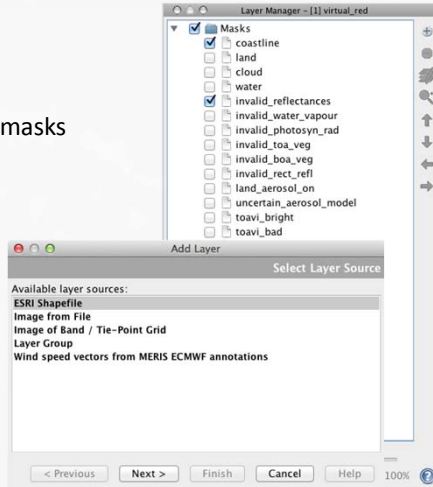 Layer Manager - [1] virtual_red
Masks
coastline
land
cloud
water
invalid_reflectances
invalid_water_vapour
invalid_photosyn_rad
invalid_toa_veg
invalid_boa_veg
invalid_rect_refl
land_aerosol_on
uncertain_aerosol_model
toavi_bright
toavi_bad
masks
Add Layer
Select Layer Source
Available layer sources:
ESRI Shapefile
Image from File
Image of Band / Tie-Point Grid
Layer Group
Wind speed vectors from MERIS ECMWF annotations
< Previous Next > Finish Cancel Help 100% ?